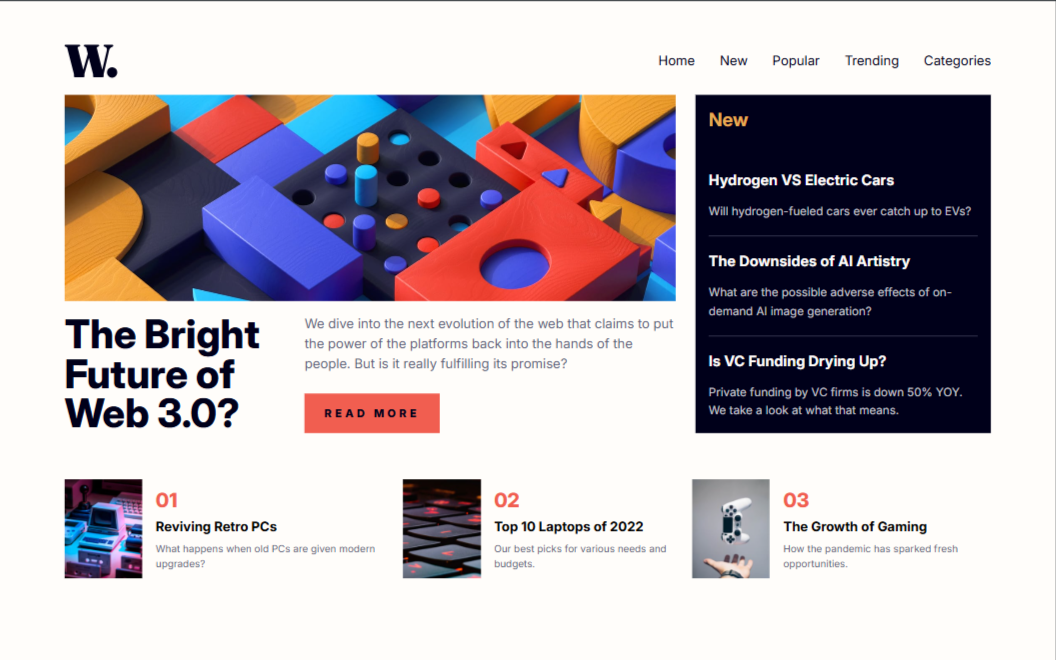 W.
Home New Popular Trending Categories
New
Hydrogen VS Electric Cars
Will hydrogen-fueled cars ever catch up to EVs?
The Downsides of AI Artistry
What are the possible adverse effects of on-
demand AI image generation?
Is VC Funding Drying Up?
Private funding by VC firms is down 50% YOY.
We take a look at what that means.
The Bright
Future of
Web 3.0?
We dive into the next evolution of the web that claims to put
the power of the platforms back into the hands of the
people. But is it really fulfilling its promise?
READ MORE
01
Reviving Retro PCs
What happens when old PCs are given modern
upgrades?
02
Top 10 Laptops of 2022
Our best picks for various needs and
budgets.
03
The Growth of Gaming
How the pandemic has sparked fresh
opportunities.